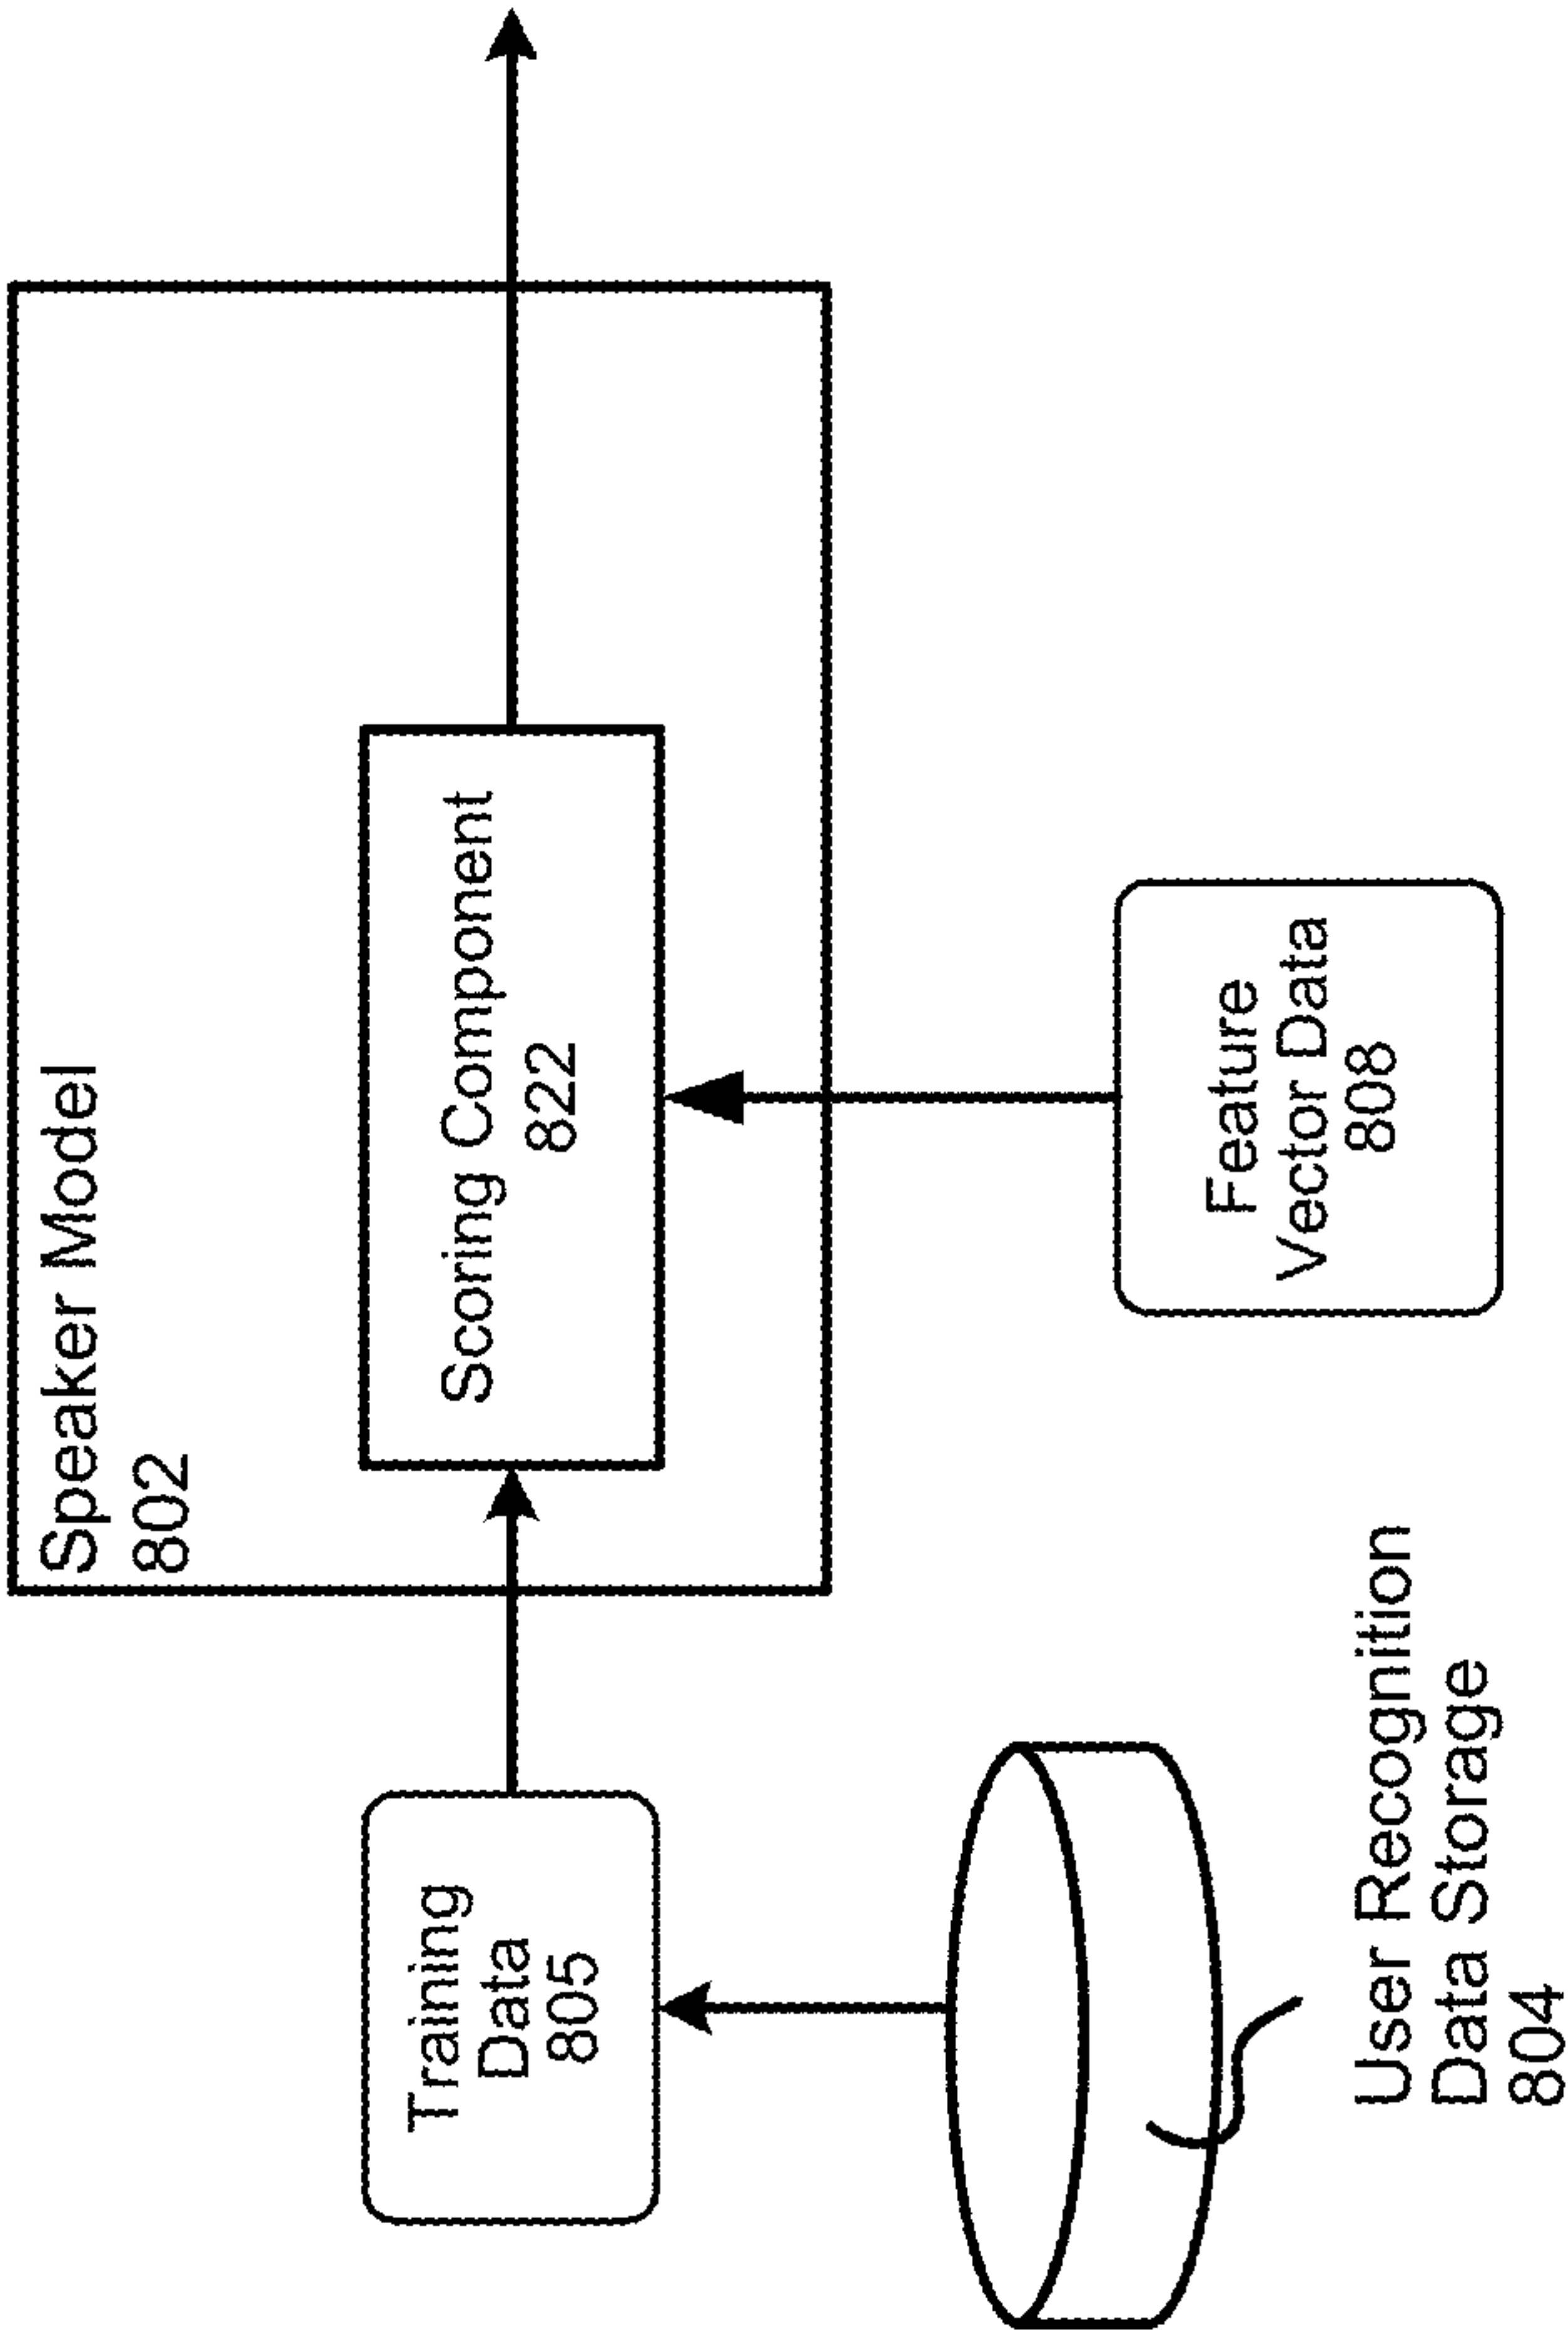 Speaker Model
802
Training
Data
805
Scoring Component
822
User Recognition
Data Storage
804
Feature
Vector Data
808